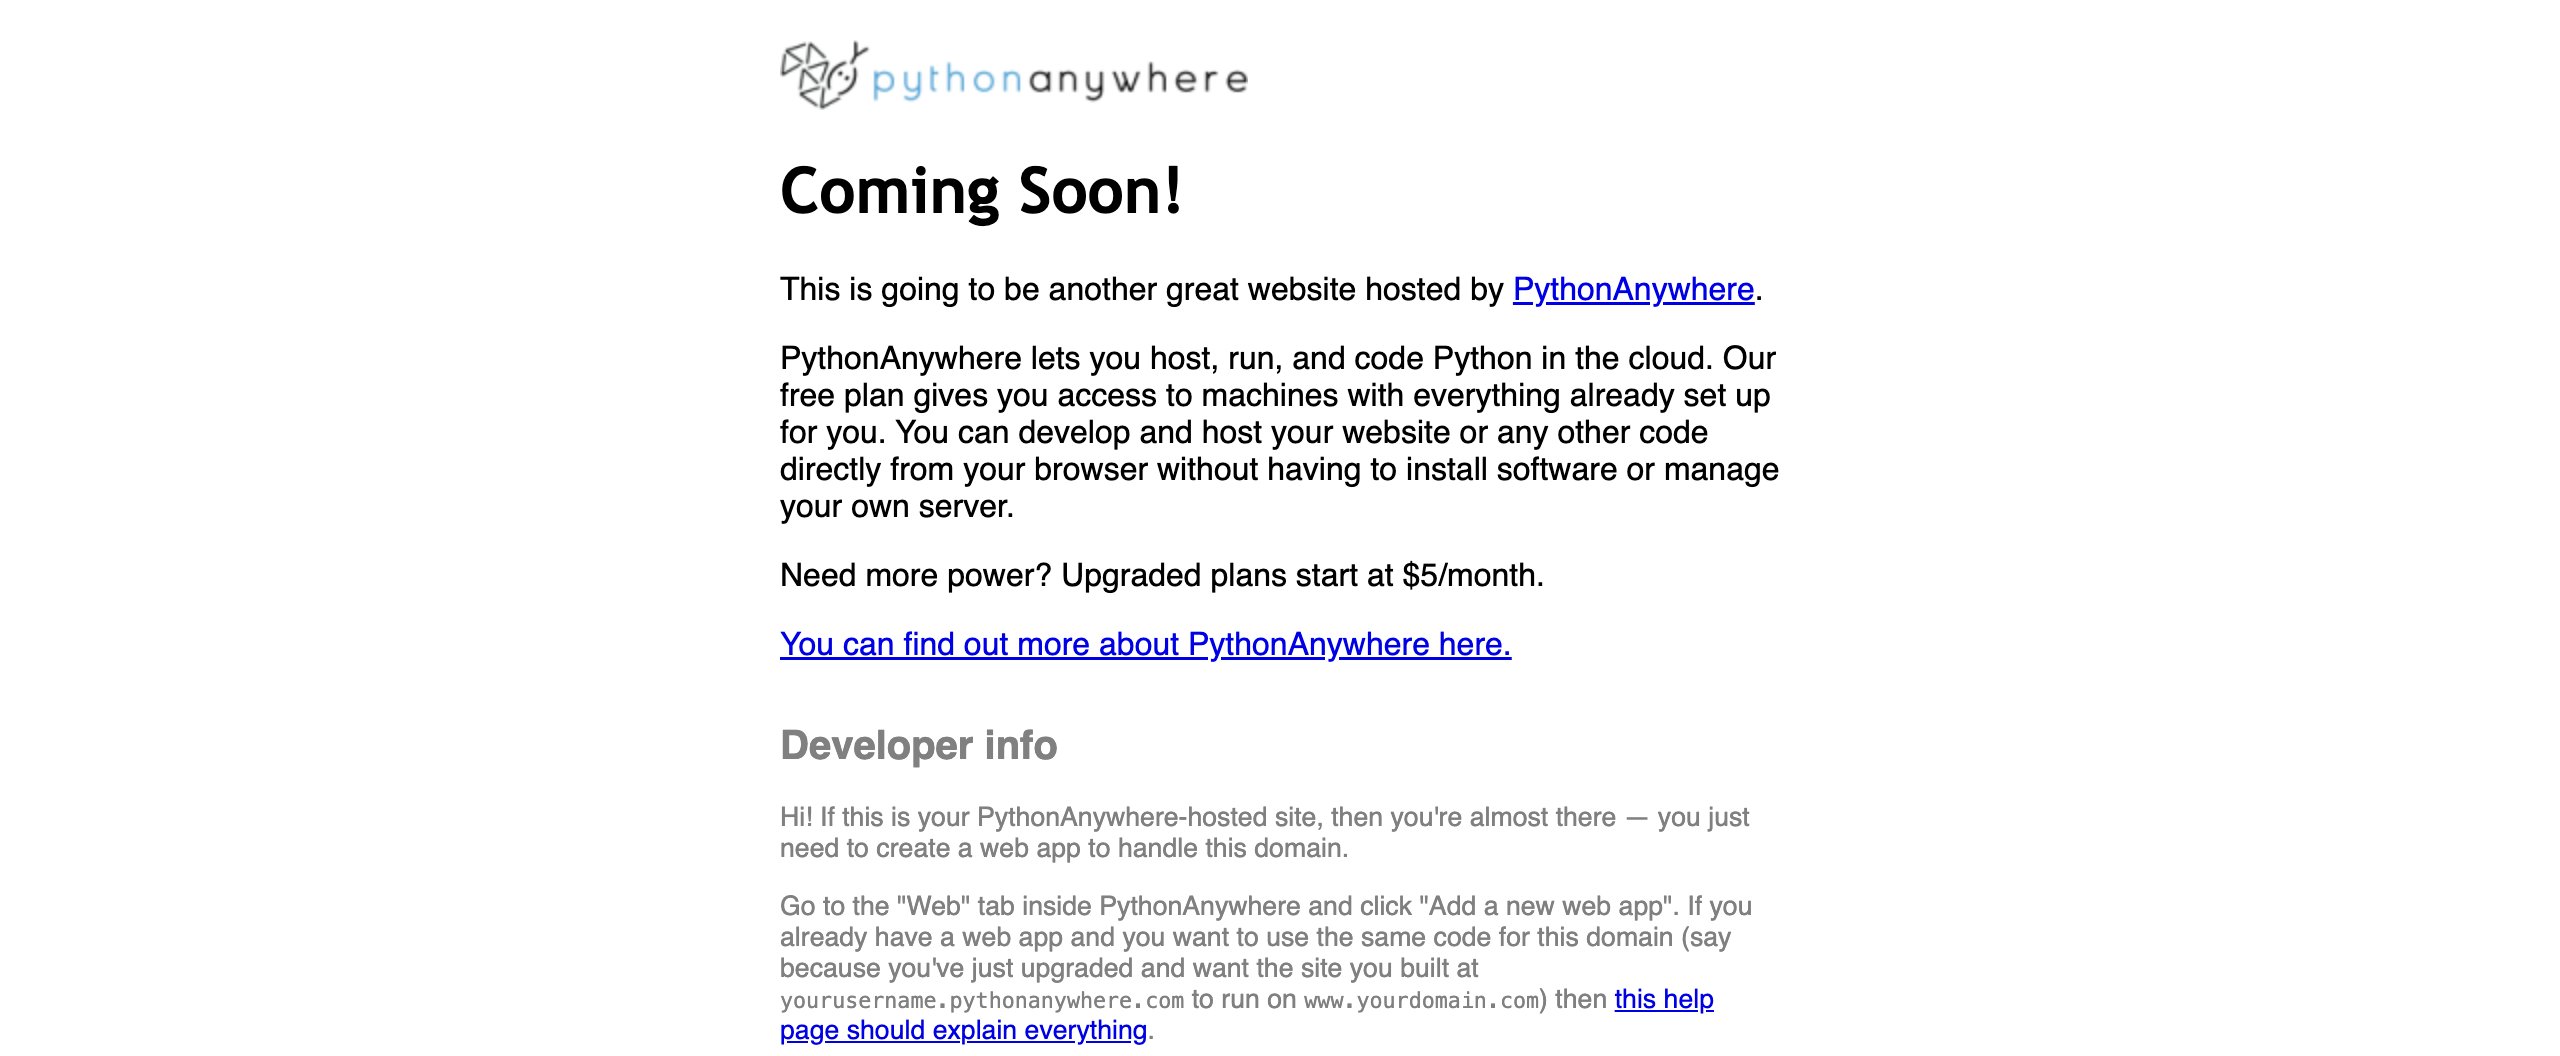 pythonanywhere
Coming Soon!
This is going to be another great website hosted by PythonAnywhere.
PythonAnywhere lets you host, run, and code Python in the cloud. Our
free plan gives you access to machines with everything already set up
for you. You can develop and host your website or any other code
directly from your browser without having to install software or manage
your own server.
Need more power? Upgraded plans start at $5/month.
You can find out more about PythonAnywhere here.
Developer info
Hi! If this is your PythonAnywhere-hosted site, then you're almost there — you just
need to create a web app to handle this domain.
Go to the "Web" tab inside PythonAnywhere and click "Add a new web app". If you
already have a web app and you want to use the same code for this domain (say
because you've just upgraded and want the site you built at
yourusername.pythonanywhere.com to run on www.yourdomain.com) then this help
page should explain everything.